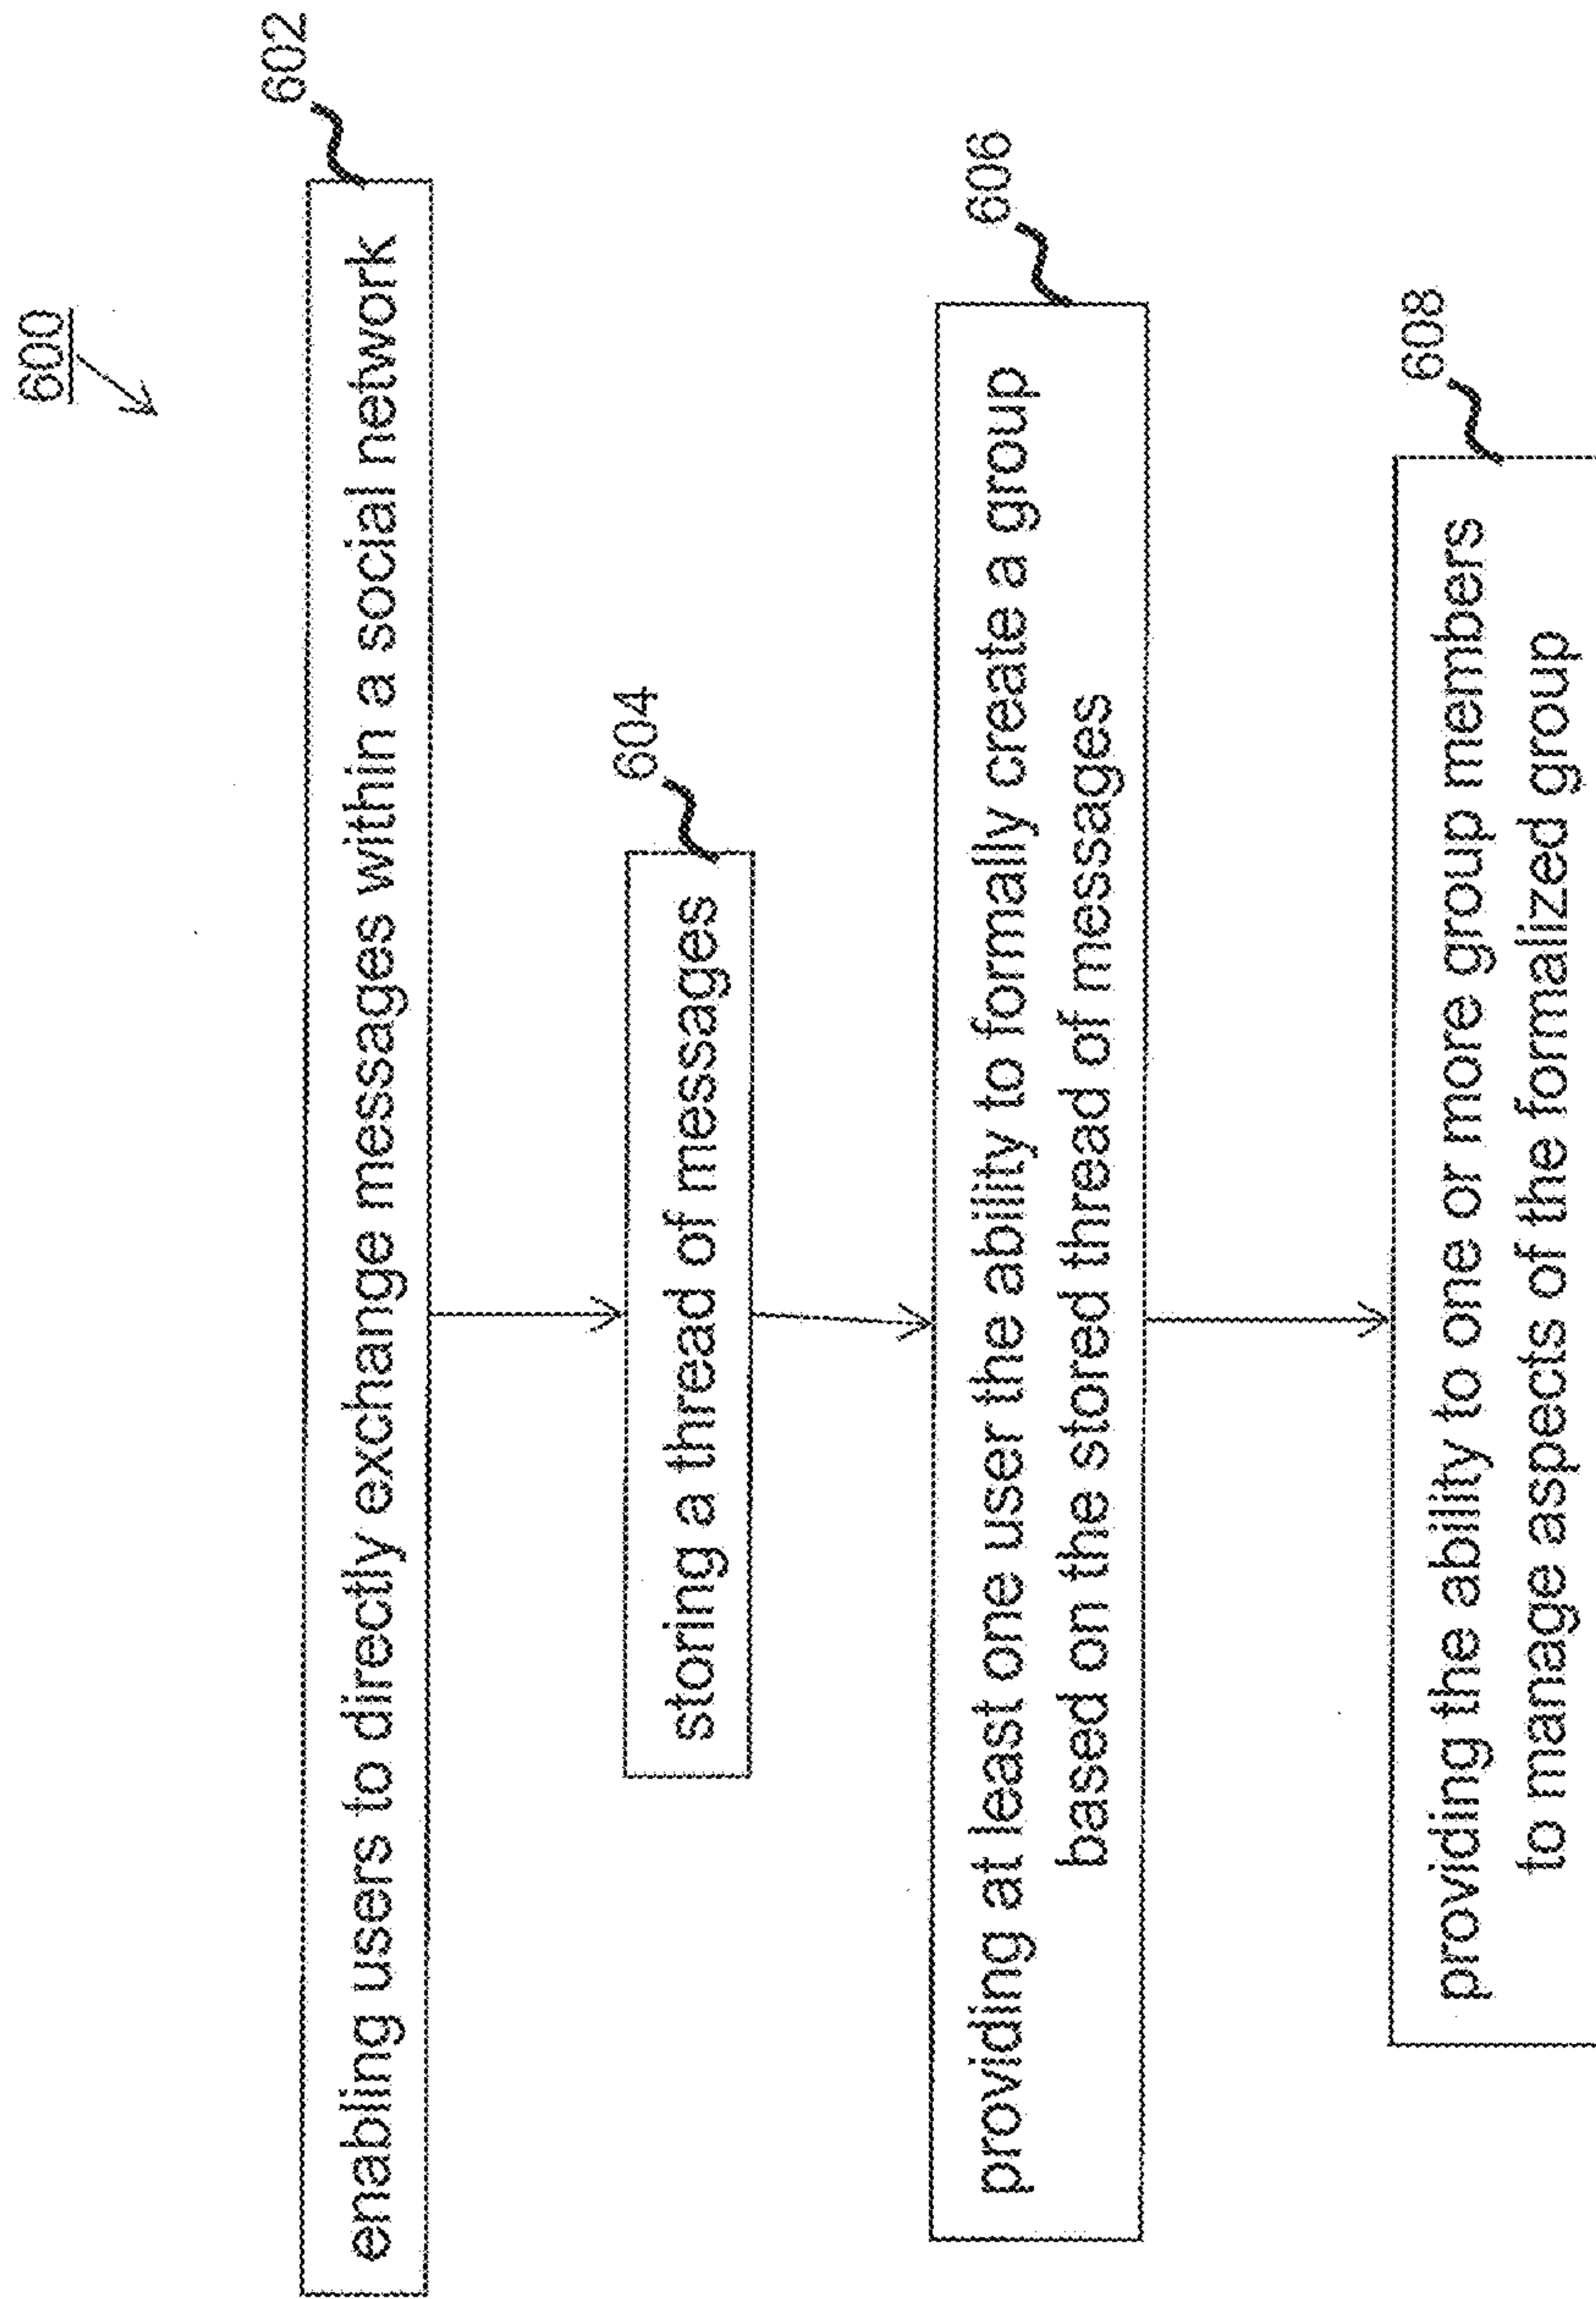 600
602
enabling users to directly exchange messages within a social network
604
storing a thread of messages
606
providing at least one user the ability to formally create a group
based on the stored thread of messages
608
providing the ability to one or more group members
to manage aspects of the formalized group